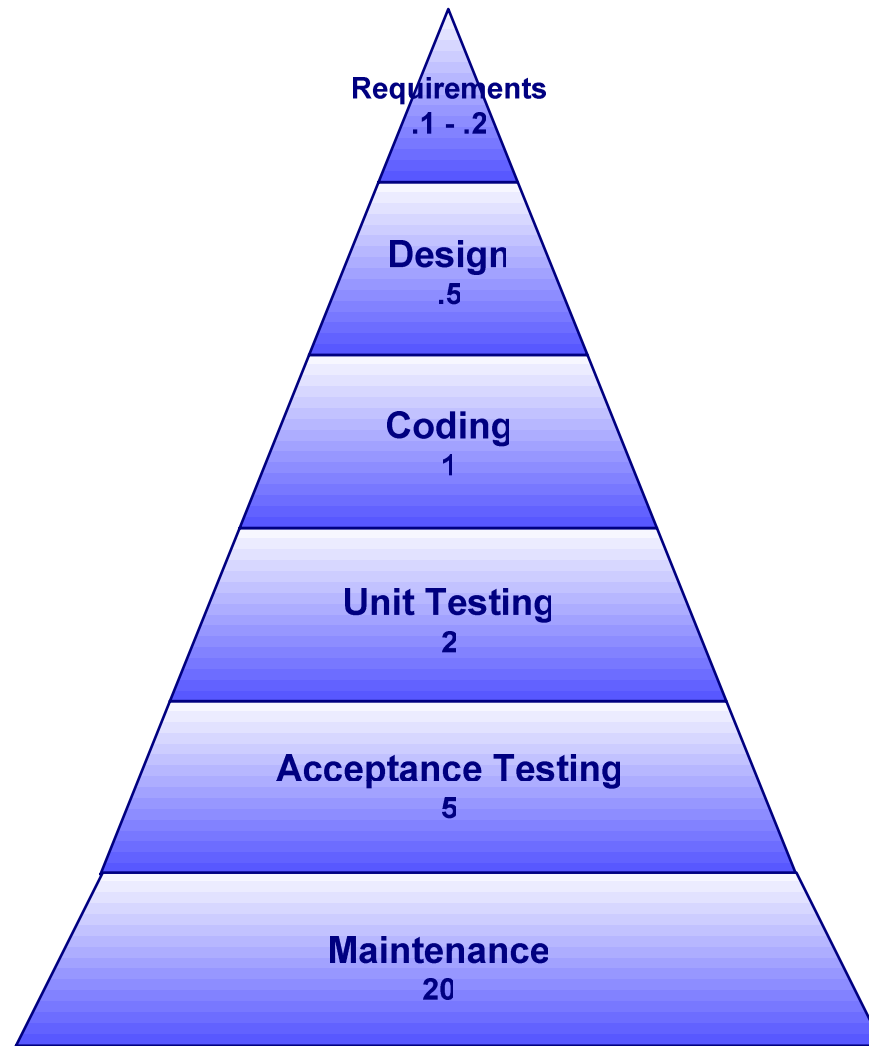 Requirements
.1 - .2
Design
.5
Coding
1
Unit Testing
2
Acceptance Testing
5
Maintenance
20